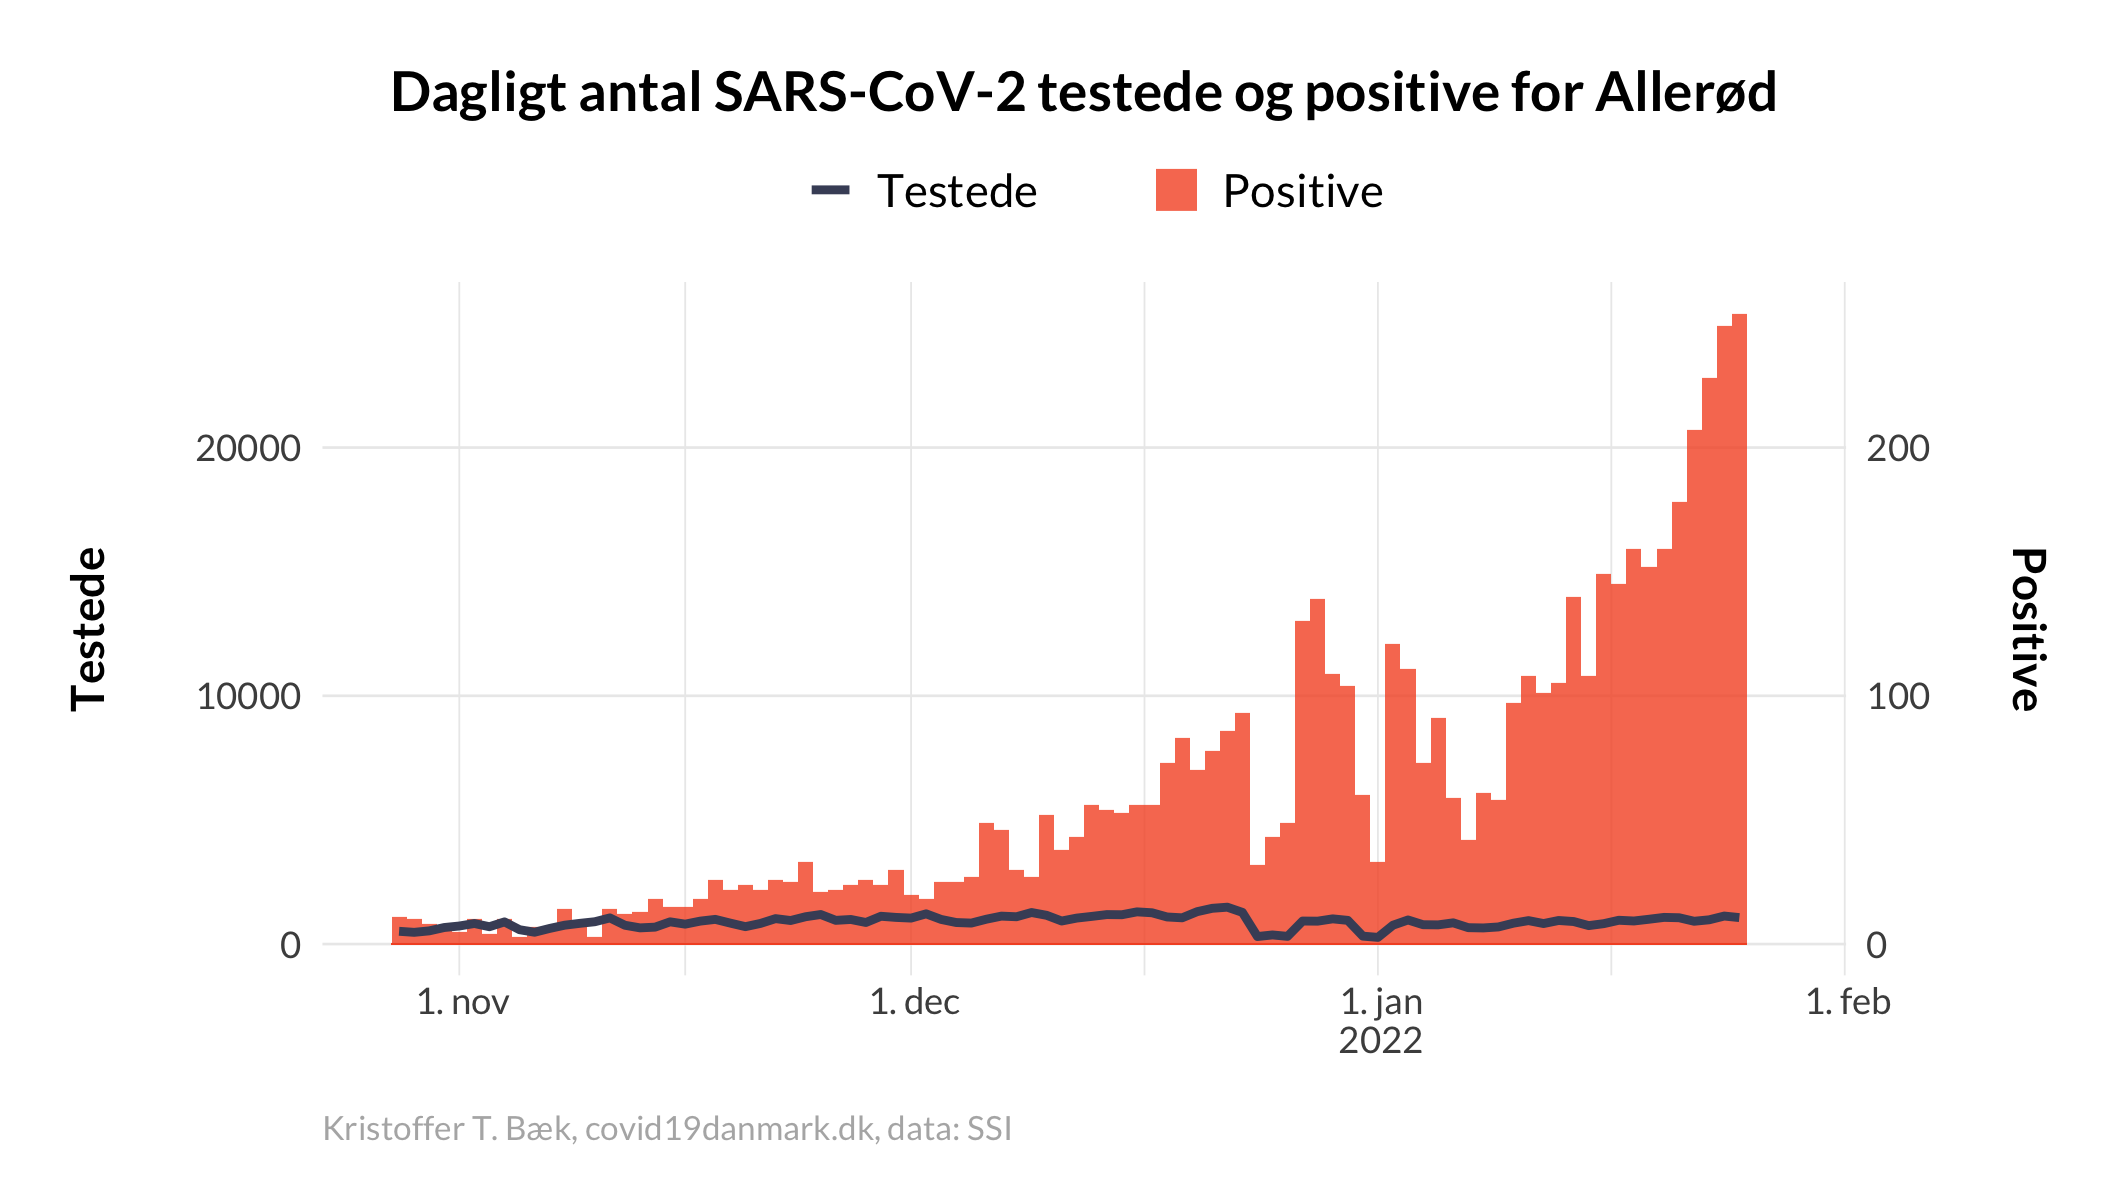 Dagligt antal SARS-CoV-2 testede og positive for Allerød
Testede
Positive
20000
10000
0
Testede
200
100
0
Positive
1. nov
1. dec
1. jan
2022
1. feb
Kristoffer T. Bæk, covid19danmark.dk, data: SSI